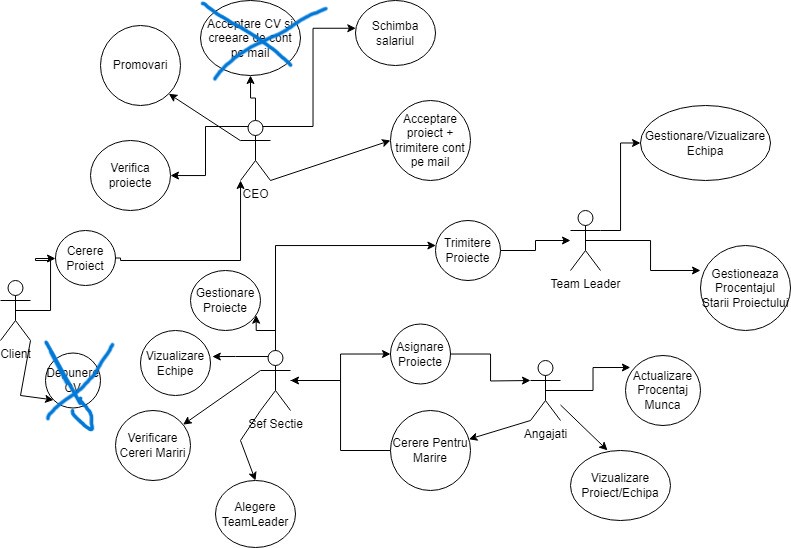 Acceptare CV si
creeare de cont
pe mail
Schimba
salariul
Promovari
Acceptare
proiect +
trimitere cont
pe mail
Gestionare/Vizualizare
Echipa
Verifica
proiecte
CEO
Cerere
Proiect
Trimitere
Proiecte
Team Leader
Gestioneaza
Procentajul
Starii Proiectului
Gestionare
Proiecte
Client
Vizualizare
Echipe
Asignare
Proiecte
Depunere
CV
Actualizare
Procentaj
Munca
Sef Sectie
Angajati
Verificare
Cereri Mariri
Cerere Pentru
Marire
Vizualizare
Proiect/Echipa
Alegere
TeamLeader